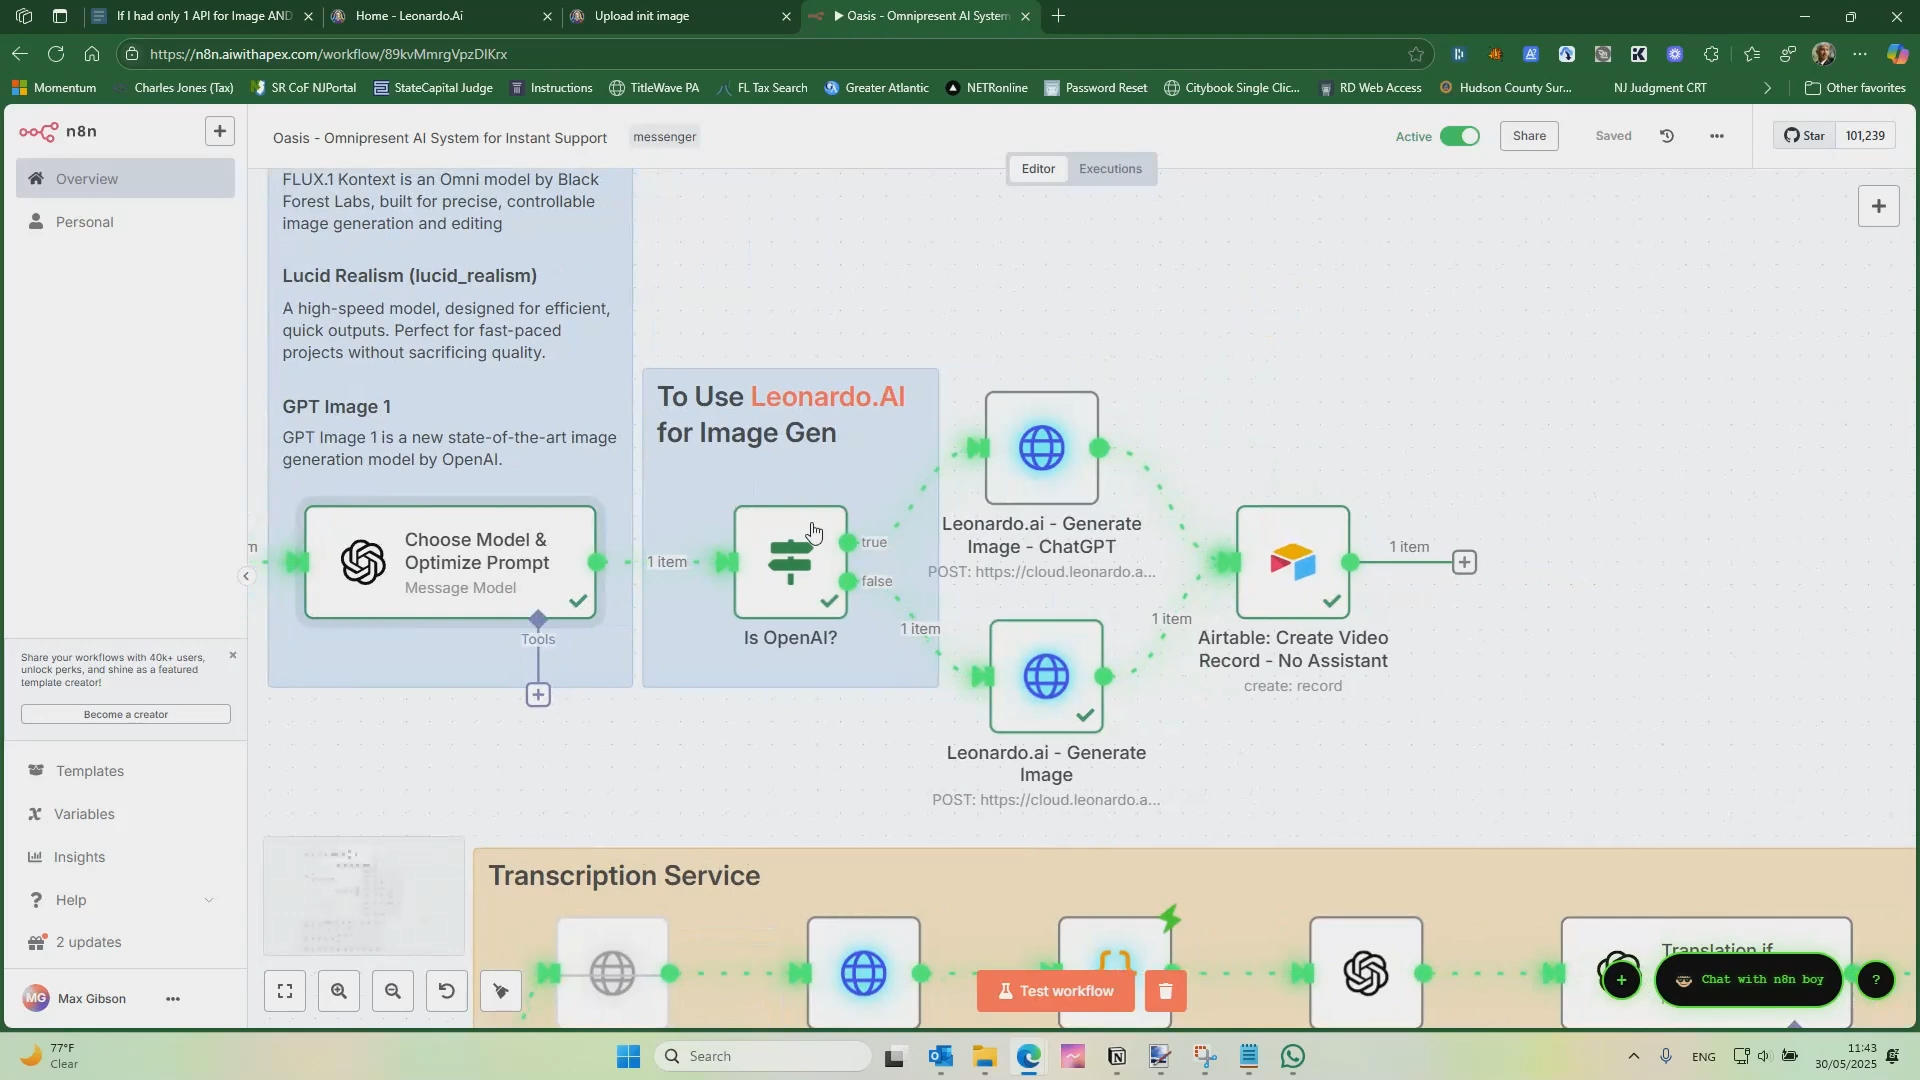 If I had only 1 API for Image AND
Home - Leonardo.Ai
Upload init image
▶ Oasis - Omnipresent AI System
https://n8n.aiwithapex.com/workflow/89kvMmrgVpzDlKrx
Momentum
Charles Jones (Tax)
SR CoF NJPortal
StateCapital Judge
Instructions
TitleWave PA
FL Tax Search
Greater Atlantic
NETRonline
Password Reset
Citybook Single Clic...
RD Web Access
Hudson County Sur...
NJ Judgment CRT
Other favorites
n8n
Oasis - Omnipresent AI System for Instant Support
messenger
Active
Share
Saved
Star
101,239
Editor
Executions
Overview
Personal
FLUX.1 Kontext is an Omni model by Black
Forest Labs, built for precise, controllable
image generation and editing
Lucid Realism (lucid_realism)
A high-speed model, designed for efficient,
quick outputs. Perfect for fast-paced
projects without sacrificing quality.
GPT Image 1
GPT Image 1 is a new state-of-the-art image
generation model by OpenAI.
Choose Model &
Optimize Prompt
Message Model
Tools
1 item
To Use Leonardo.AI
for Image Gen
true
false
Is OpenAI?
1 item
Leonardo.ai - Generate
Image - ChatGPT
POST: https://cloud.leonardo.a...
Leonardo.ai - Generate
Image
POST: https://cloud.leonardo.a...
1 item
Airtable: Create Video
Record - No Assistant
create: record
1 item
Share your workflows with 40k+ users,
unlock perks, and shine as a featured
template creator!
Become a creator
Templates
Variables
Insights
Help
2 updates
MG
Max Gibson
Transcription Service
Translation if
Test workflow
Chat with n8n boy
?
77°F
Clear
Search
ENG
11:43
30/05/2025